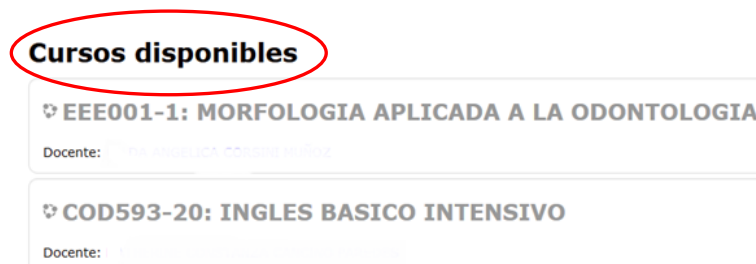 Cursos disponibles
EEE001-1: MORFOLOGIA APLICADA A LA ODONTOLOGIA
Docente:
COD593-20: INGLES BASICO INTENSIVO
Docente: